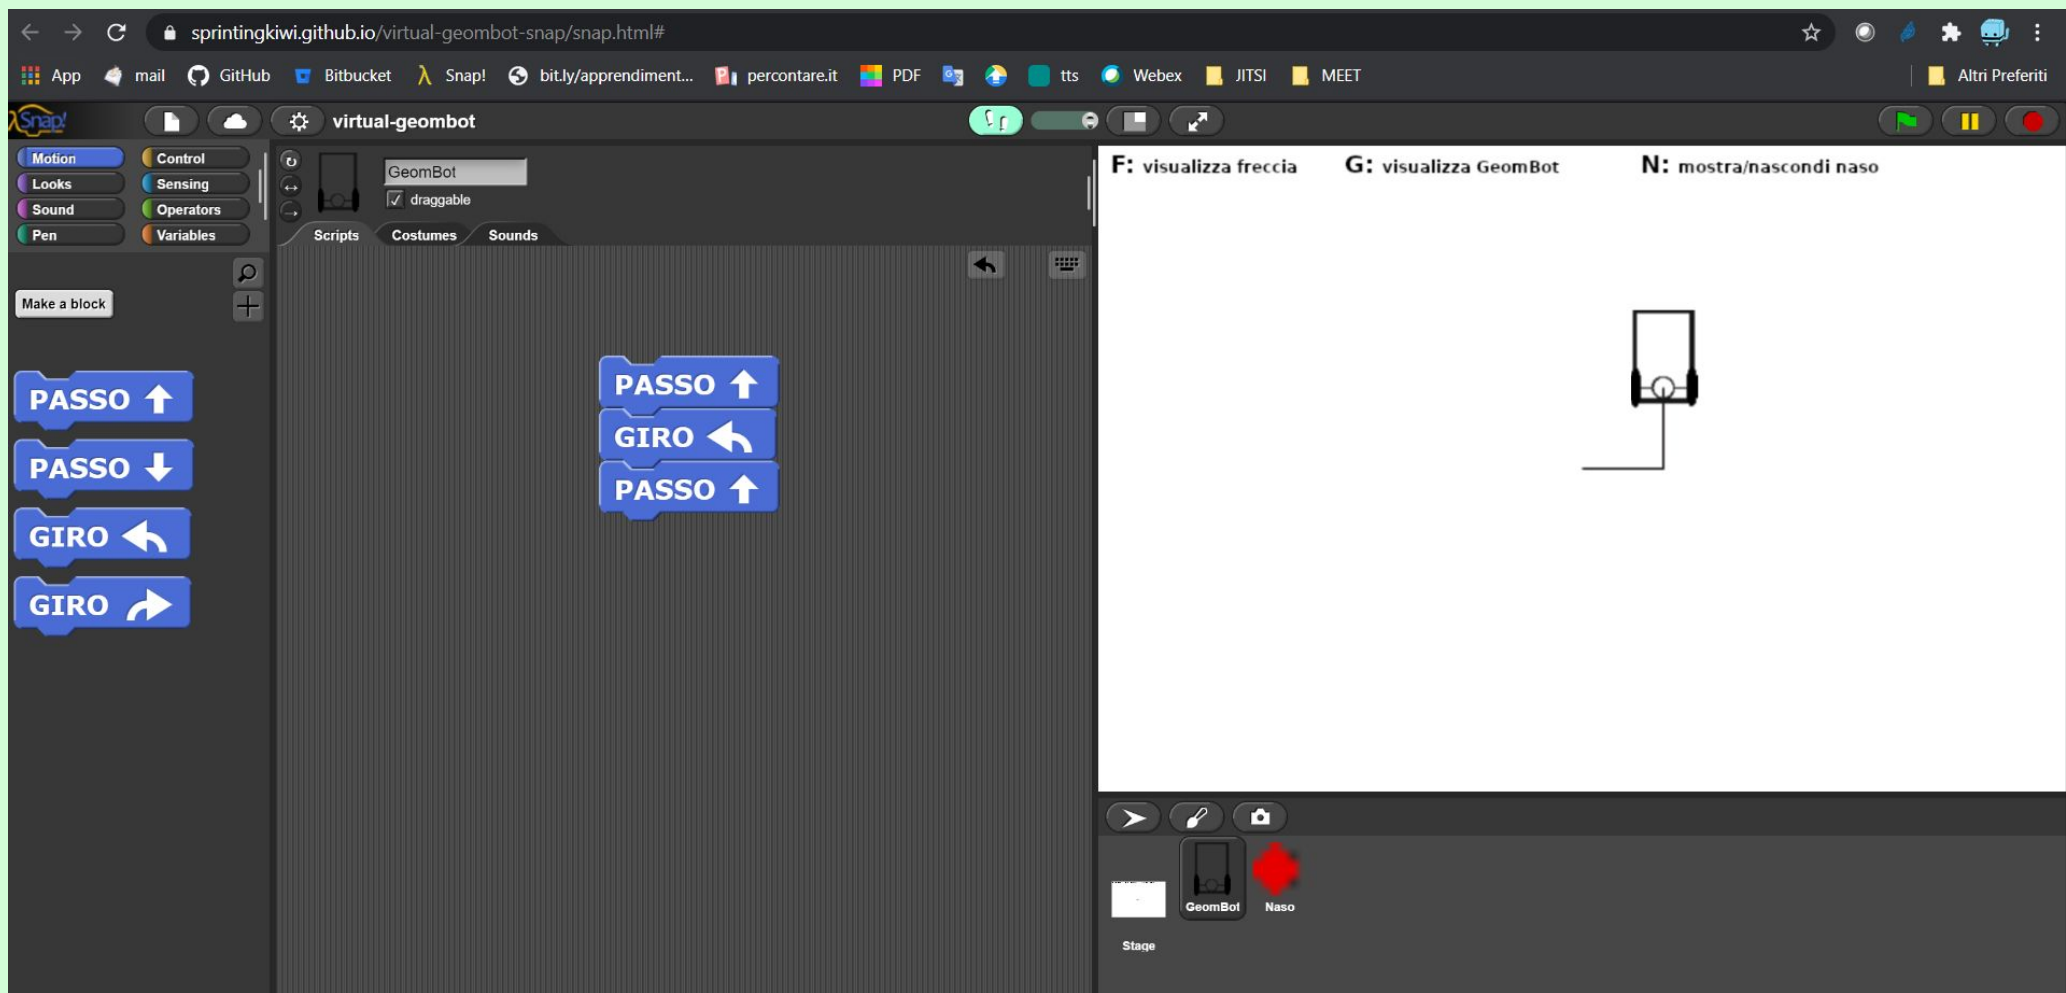 sprintingkiwi.github.io/virtual-geombot-snap/snap.html#
App mail GitHub Bitbucket λ Snap! bit.ly/apprendiment... percontare.it PDF tts Webex JITSI MEET Altri Preferiti
Snap! virtual-geombot
Motion Control
Looks Sensing
Sound Operators
Pen Variables
Make a block
PASSO
PASSO
GIRO
GIRO
GeomBot
draggable
Scripts Costumes Sounds
PASSO
GIRO
PASSO
F: visualizza freccia G: visualizza GeomBot N: mostra/nascondi naso
GeomBot Naso
Stage